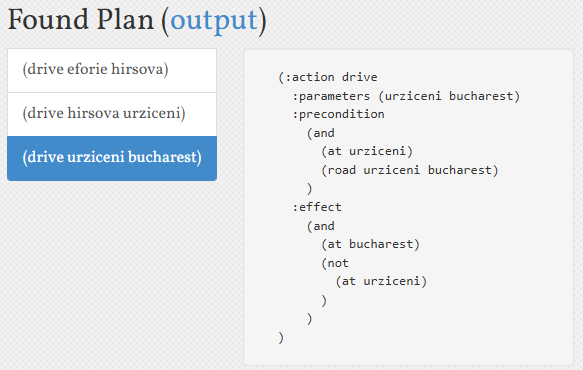 Found Plan (output)
(drive eforie hirsova)
(drive hirsova urziceni)
(drive urziceni bucharest)
(:action drive
  :parameters (urziceni bucharest)
  :precondition
    (and
      (at urziceni)
      (road urziceni bucharest)
    )
  :effect
    (and
      (at bucharest)
      (not
        (at urziceni)
      )
    )
)